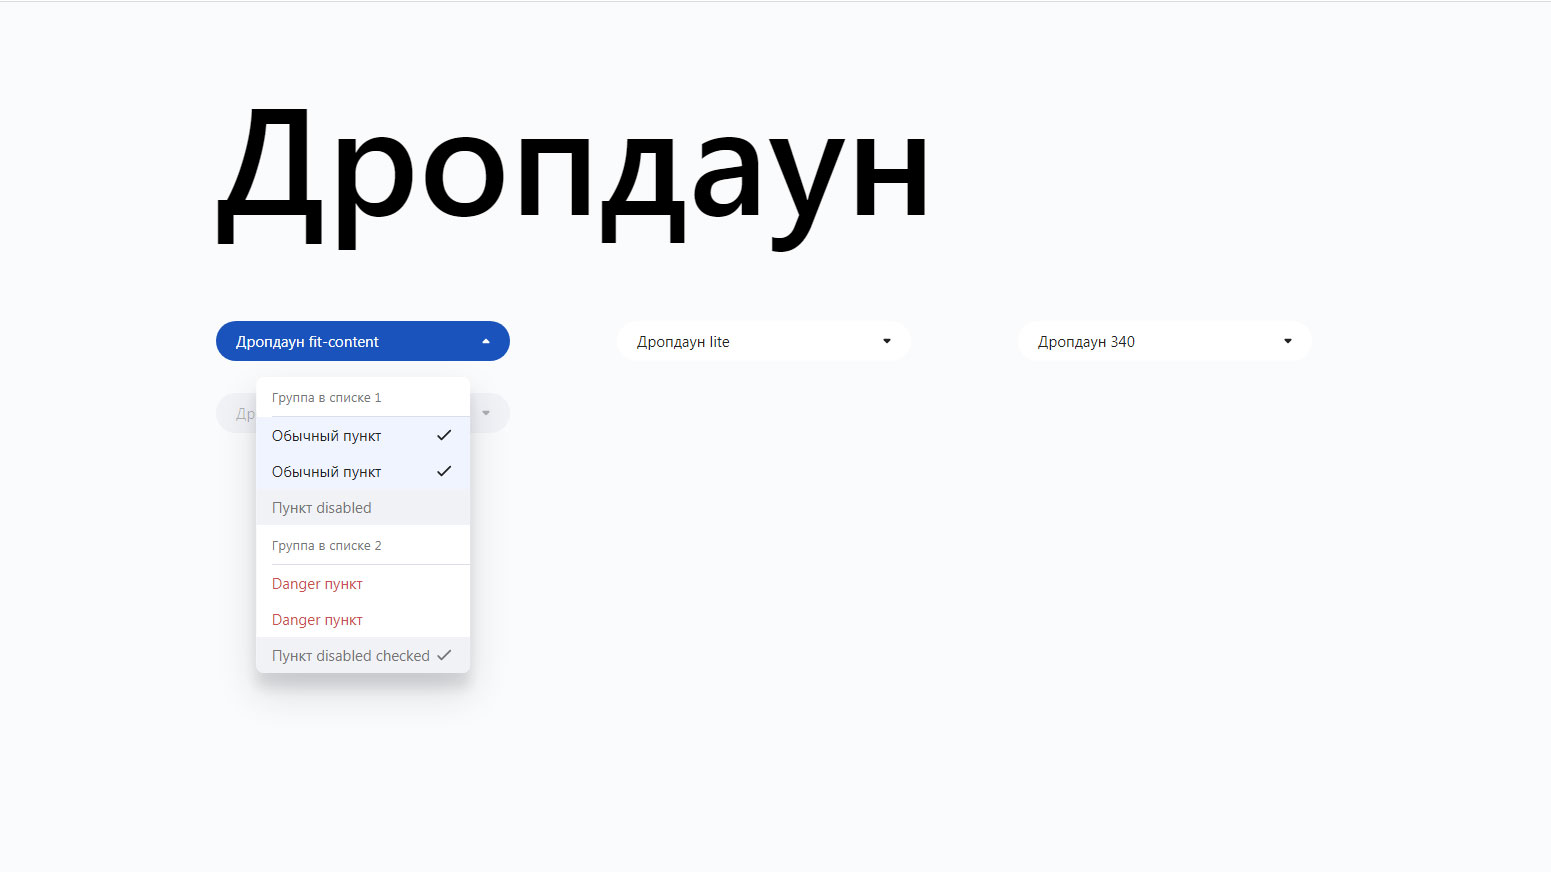 Дропдаун
Дропдаун fit-content
Дропдаун lite
Дропдаун 340
Группа в списке 1
Обычный пункт
Обычный пункт
Пункт disabled
Группа в списке 2
Danger пункт
Danger пункт
Пункт disabled checked